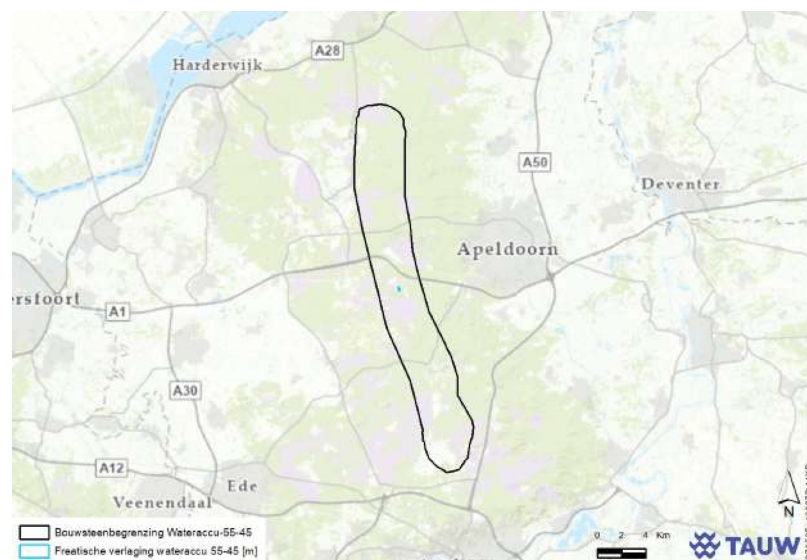 Harderwijk
A28
A50
Deventer
Apeldoorn
ersfoort
A1
A30
A12
Ede
Veenendaal
N
Bouwsteenbegrenzing Wateraccu-55-45
Freatische verlaging wateraccu 55-45 [m]
0 2 4 Km
TAUW